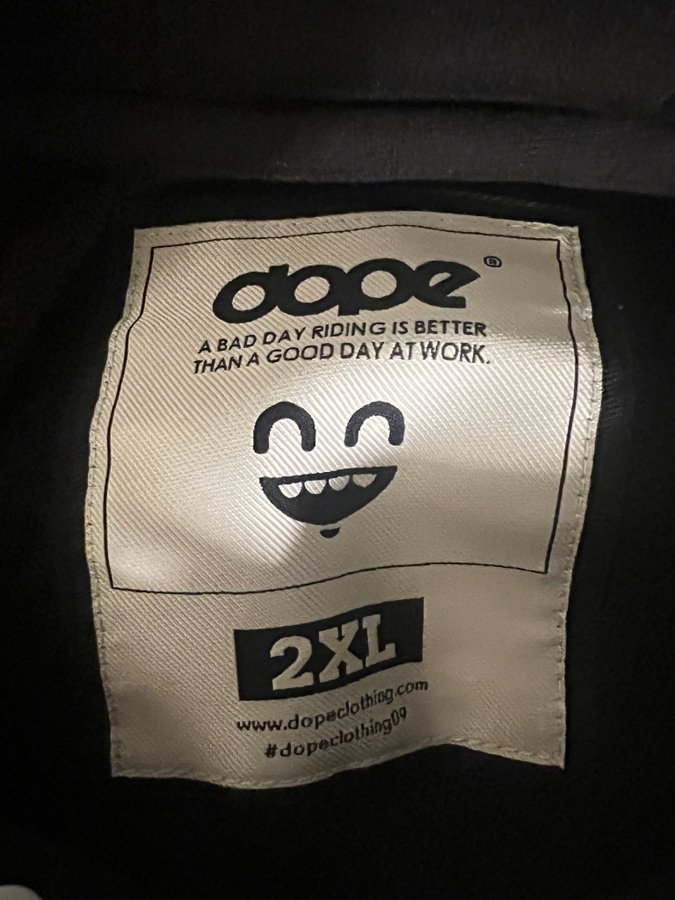 dope®
A BAD DAY RIDING IS BETTER
THAN A GOOD DAY AT WORK.
2XL
www.dopeclothing.com
#dopeclothing09